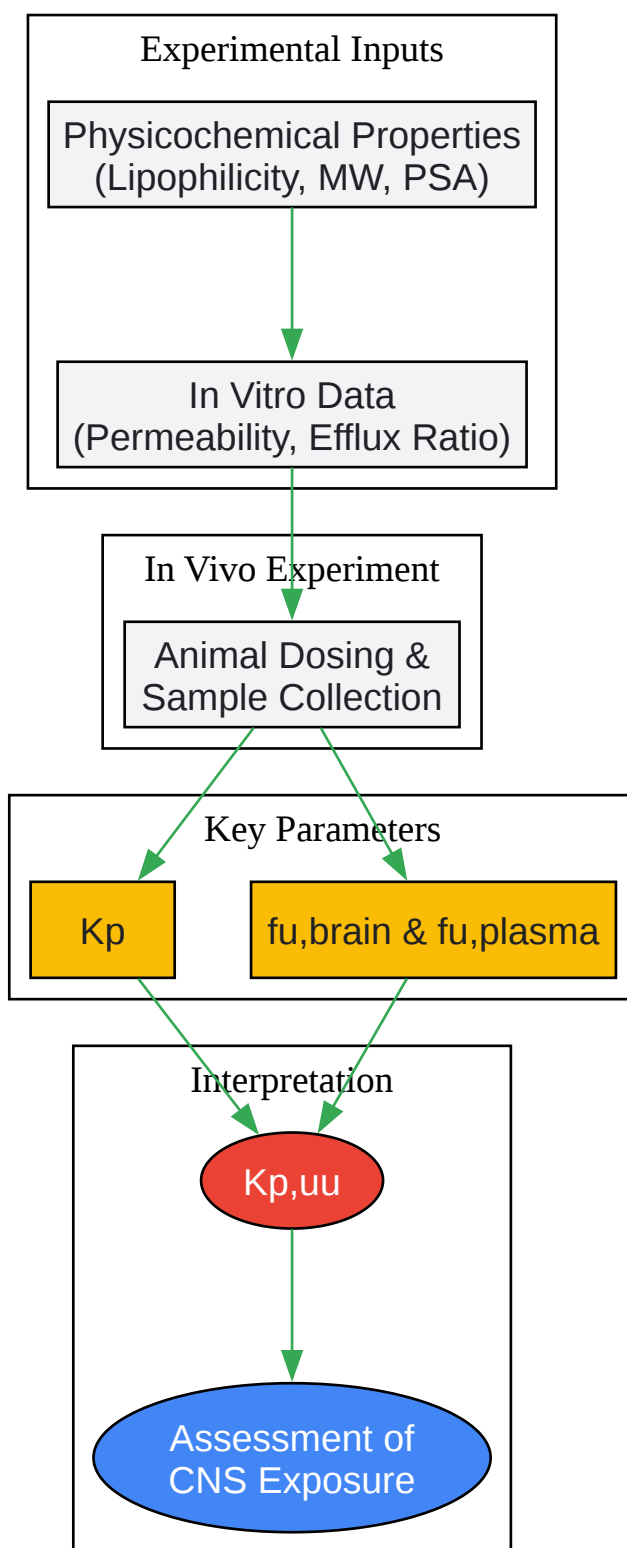 Experimental Inputs
Physicochemical Properties
(Lipophilicity, MW, PSA)
In Vitro Data
(Permeability, Efflux Ratio)
In Vivo Experiment
Animal Dosing &
Sample Collection
Key Parameters
Kp
fu,brain & fu,plasma
Interpretation
Kp,uu
Assessment of
CNS Exposure